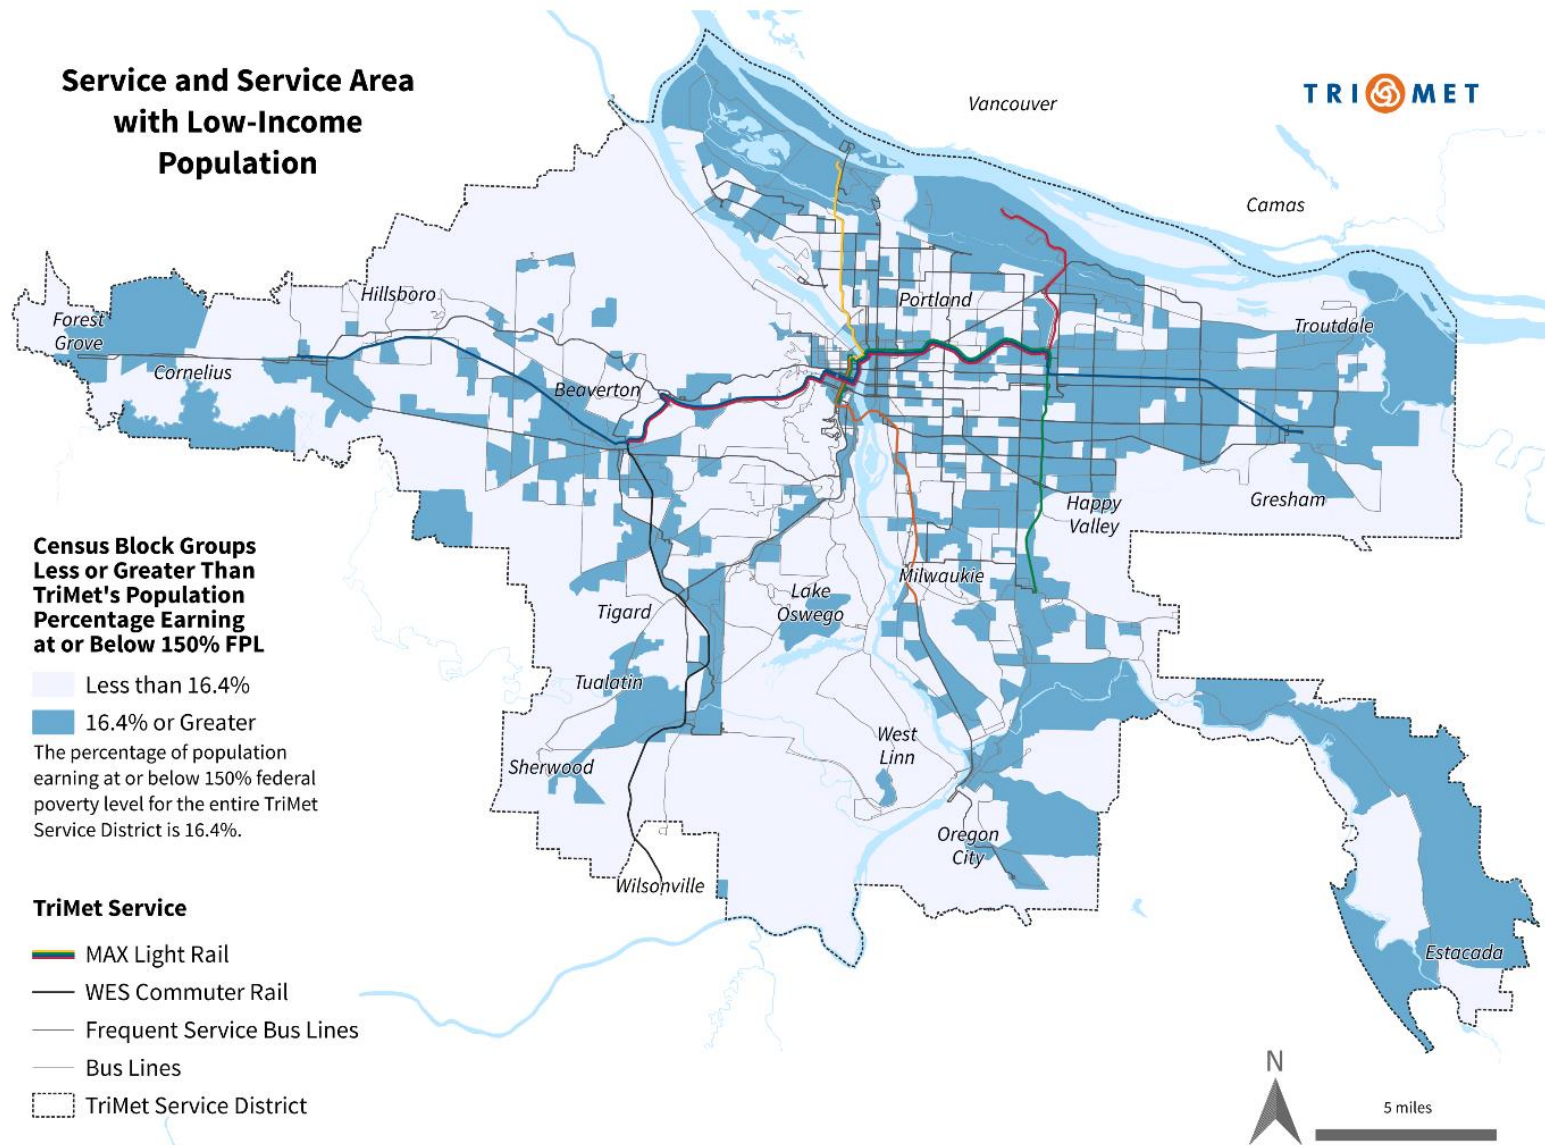 Service and Service Area
with Low-Income
Population
TRI MET
Vancouver
Camas
Hillsboro
Portland
Forest
Grove
Troutdale
Cornelius
Beaverton
Happy
Valley
Gresham
Milwaukie
Lake
Oswego
Tigard
Tualatin
West
Linn
Sherwood
Oregon
City
Wilsonville
Estacada
Census Block Groups
Less or Greater Than
TriMet's Population
Percentage Earning
at or Below 150% FPL
Less than 16.4%
16.4% or Greater
The percentage of population
earning at or below 150% federal
poverty level for the entire TriMet
Service District is 16.4%.
TriMet Service
MAX Light Rail
WES Commuter Rail
Frequent Service Bus Lines
Bus Lines
TriMet Service District
N
5 miles